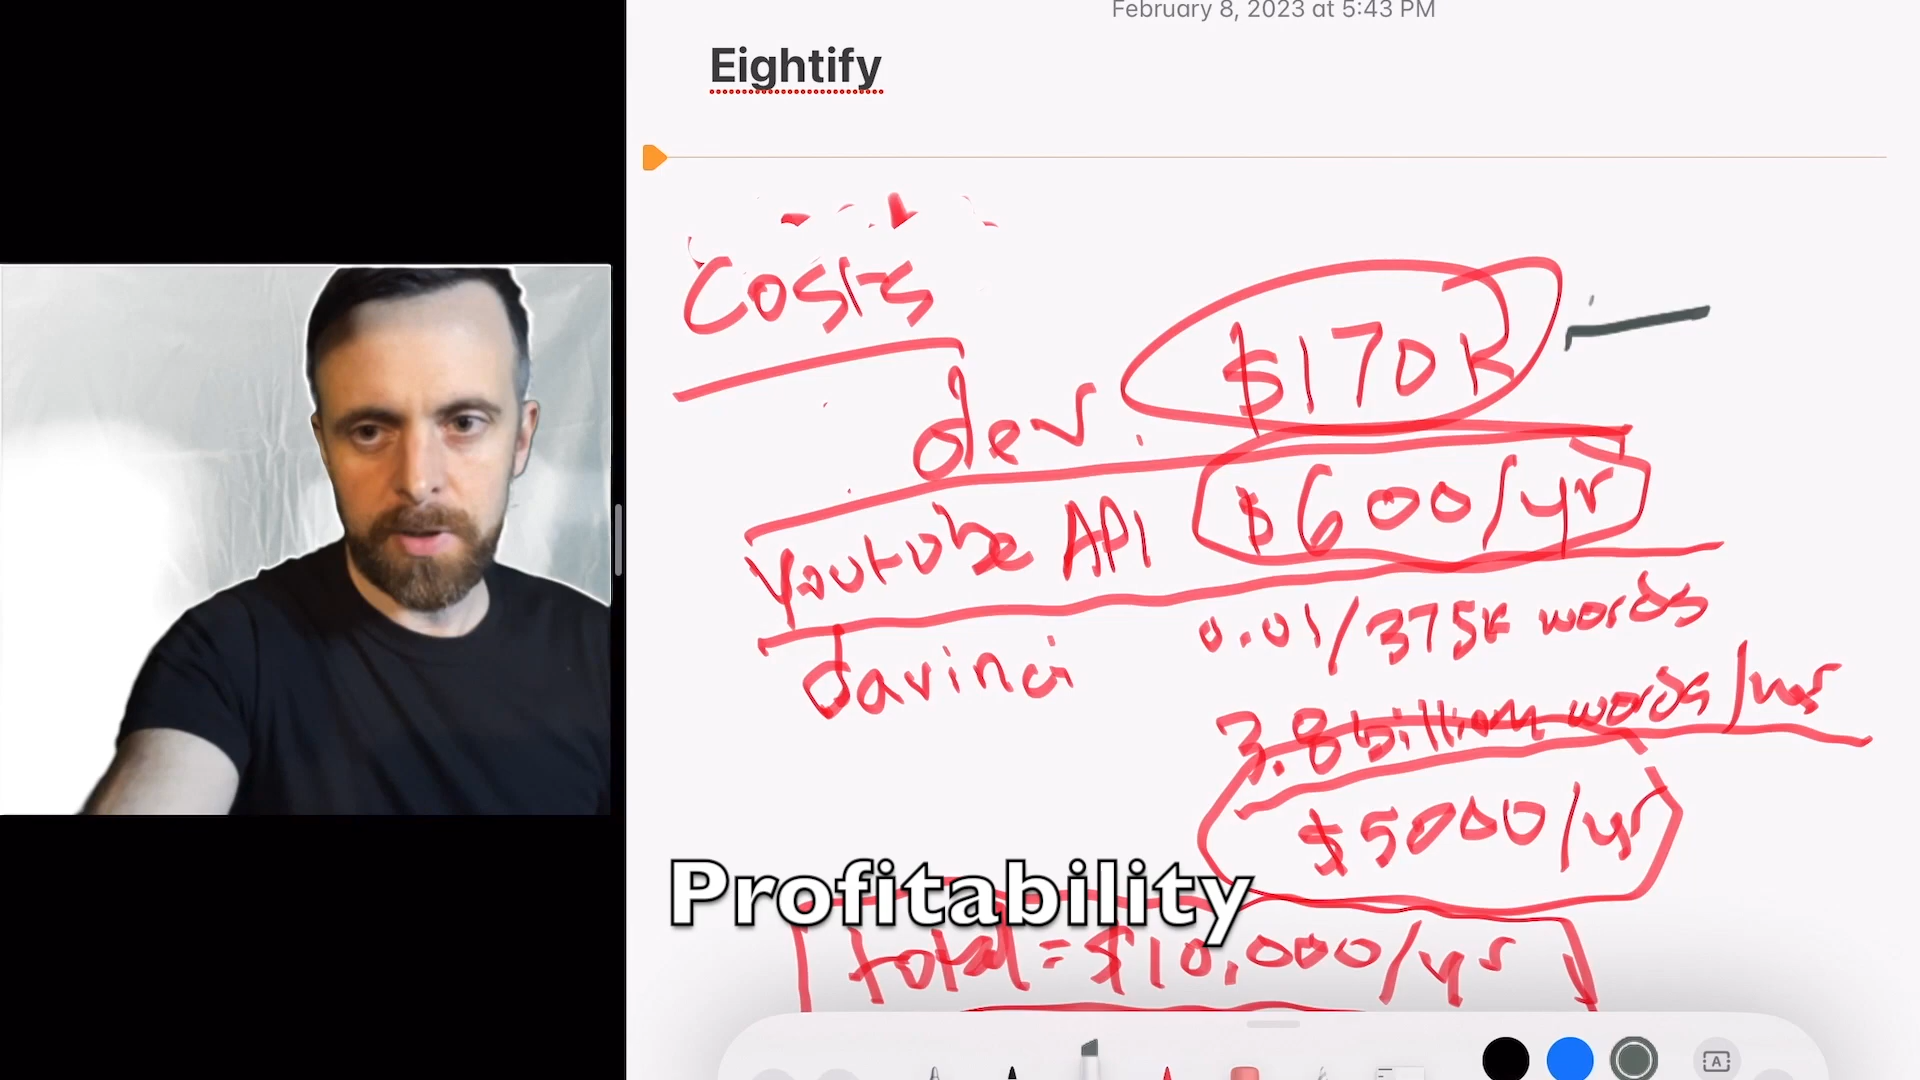 February 8, 2023 at 5:43 PM
Eightify
Costs
dev. $170K
Youtube API $600/yr
0.01/375K words
davinci
3.8 billion words/yr
$5000/yr
Profitability
total = $10,000/yr
A